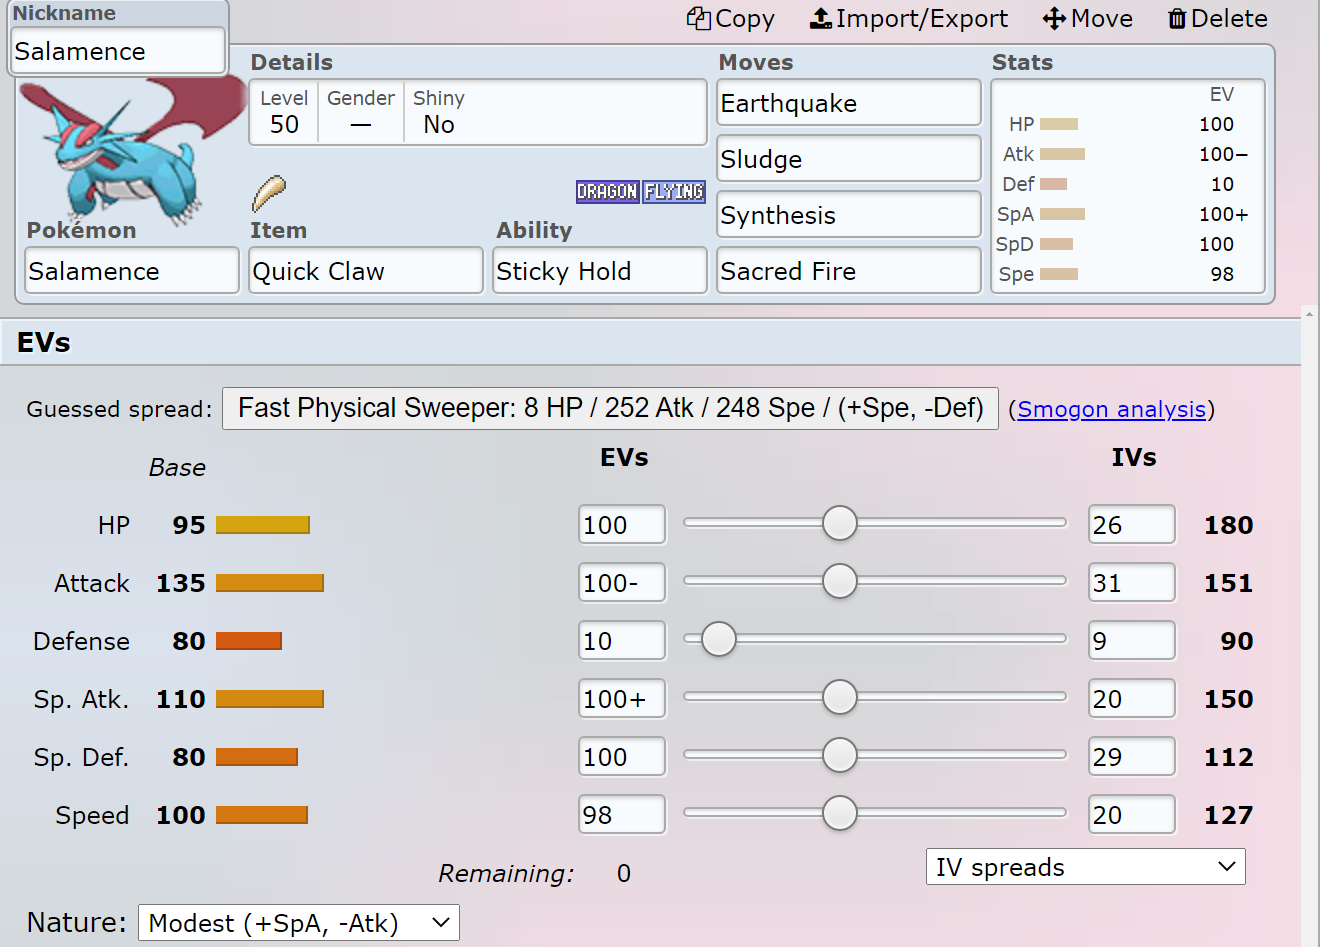 Nickname
Salamence
Copy Import/Export Move Delete
Details
Level Gender Shiny
50 — No
DRAGON FLYING
Pokémon Item Ability
Salamence Quick Claw Sticky Hold
Moves
Earthquake
Sludge
Synthesis
Sacred Fire
Stats
EV
HP 100
Atk 100−
Def 10
SpA 100+
SpD 100
Spe 98
EVs
Guessed spread: Fast Physical Sweeper: 8 HP / 252 Atk / 248 Spe / (+Spe, -Def) (Smogon analysis)
Base EVs IVs
HP 95 100 26 180
Attack 135 100- 31 151
Defense 80 10 9 90
Sp. Atk. 110 100+ 20 150
Sp. Def. 80 100 29 112
Speed 100 98 20 127
Remaining: 0 IV spreads
Nature: Modest (+SpA, -Atk)